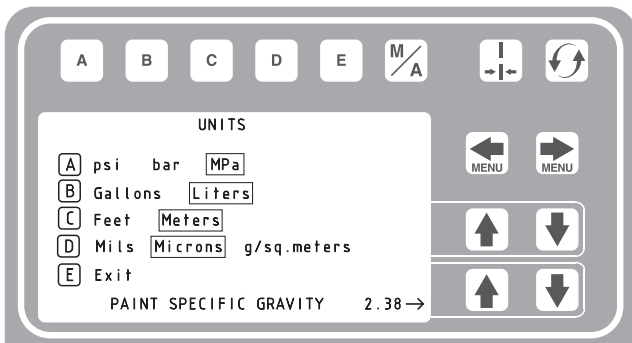 A B C D E M/A
UNITS
A psi bar MPa
MENU MENU
B Gallons Liters
C Feet Meters
D Mils Microns g/sq.meters
E Exit
PAINT SPECIFIC GRAVITY 2.38→